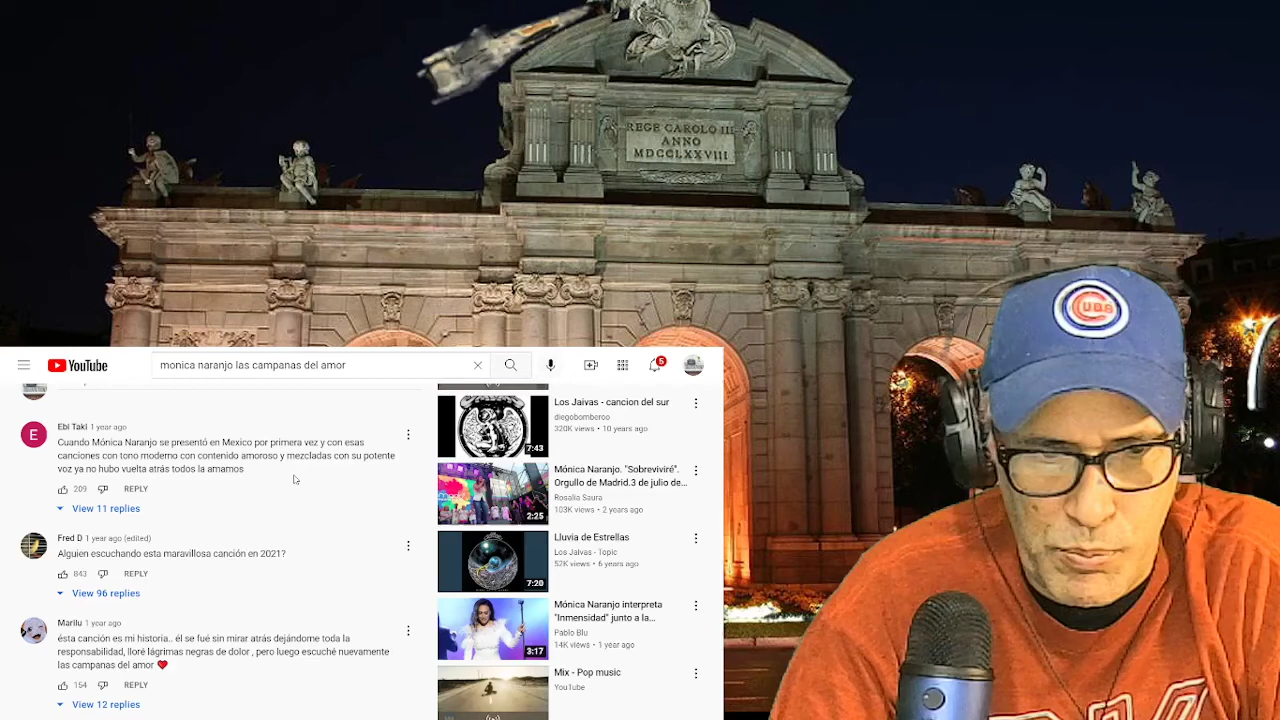 REGE CAROLO III
ANNO
MDCCLXXVIII
CUBS
YouTube
monica naranjo las campanas del amor
5
E
Ebi Taki 1 year ago
Cuando Mónica Naranjo se presentó en Mexico por primera vez y con esas
canciones con tono moderno con contenido amoroso y mezcladas con su potente
voz ya no hubo vuelta atrás todos la amamos
209
REPLY
View 11 replies
Fred D 1 year ago (edited)
Alguien escuchando esta maravillosa canción en 2021?
843
REPLY
View 96 replies
Marilu 1 year ago
ésta canción es mi historia.. él se fué sin mirar atrás dejándome toda la
responsabilidad, lloré lágrimas negras de dolor , pero luego escuché nuevamente
las campanas del amor ❤
154
REPLY
View 12 replies
7:43
Los Jaivas - cancion del sur
diegobomberoo
320K views • 10 years ago
2:25
Mónica Naranjo. "Sobreviviré".
Orgullo de Madrid.3 de julio de...
Rosalia Saura
103K views • 2 years ago
7:20
Lluvia de Estrellas
Los Jaivas - Topic
52K views • 6 years ago
3:17
Mónica Naranjo interpreta
"Inmensidad" junto a la...
Pablo Blu
14K views • 1 year ago
Mix - Pop music
YouTube